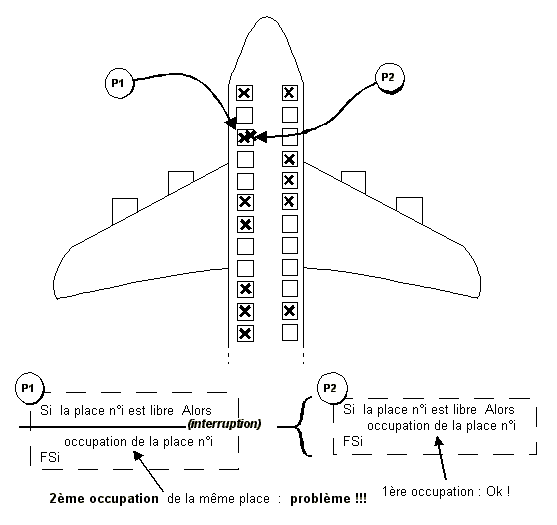 P1
P2
P1
Si la place n°i est libre Alors
(interruption)
occupation de la place n°i
FSi
P2
Si la place n°i est libre Alors
occupation de la place n°i
FSi
2ème occupation de la même place : problème !!!
1ère occupation : Ok !